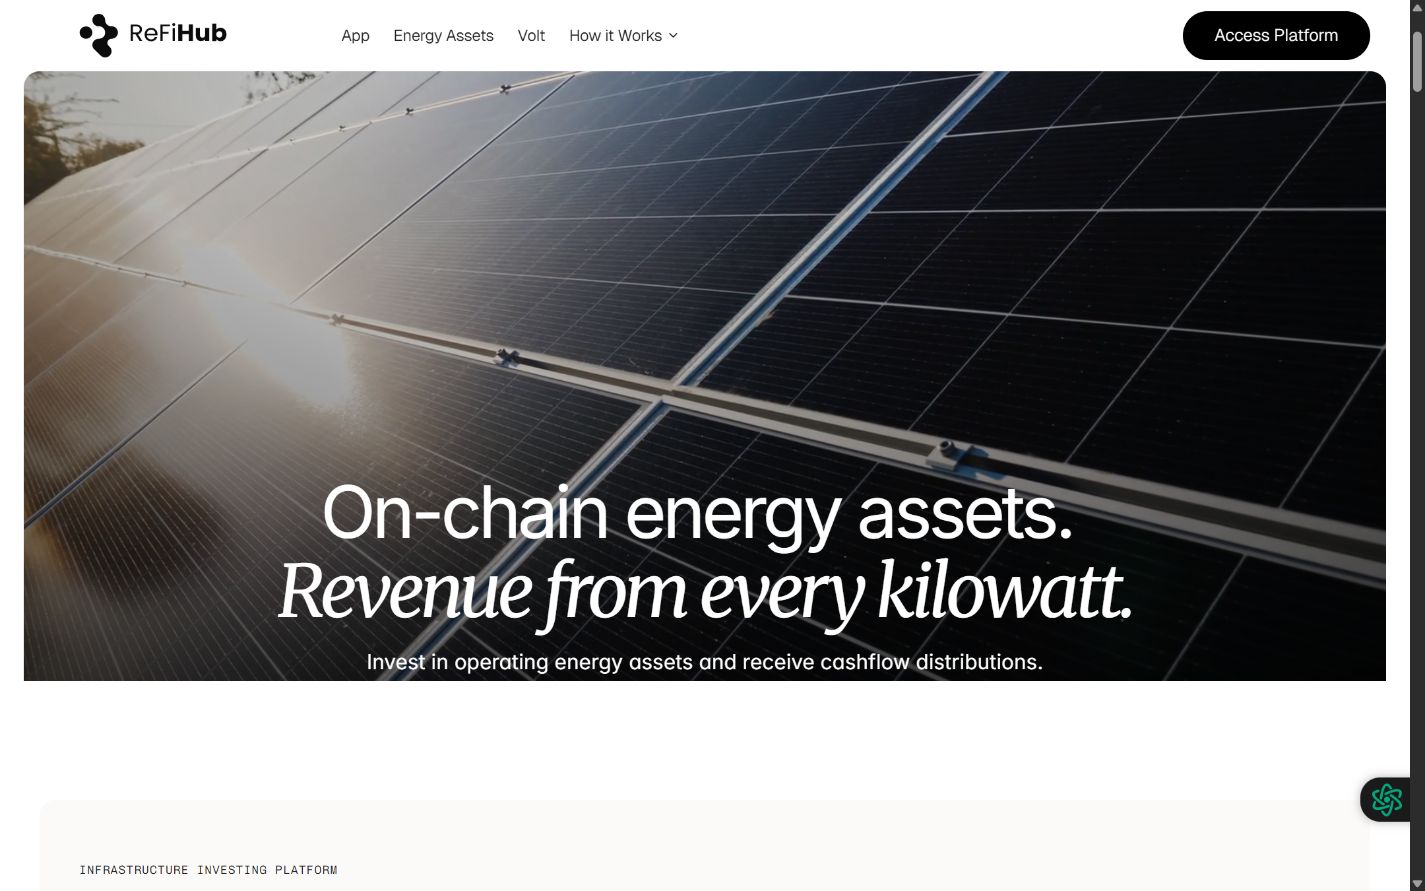 ReFiHub
App
Energy Assets
Volt
How it Works
Access Platform
On-chain energy assets.
Revenue from every kilowatt.
Invest in operating energy assets and receive cashflow distributions.
INFRASTRUCTURE INVESTING PLATFORM